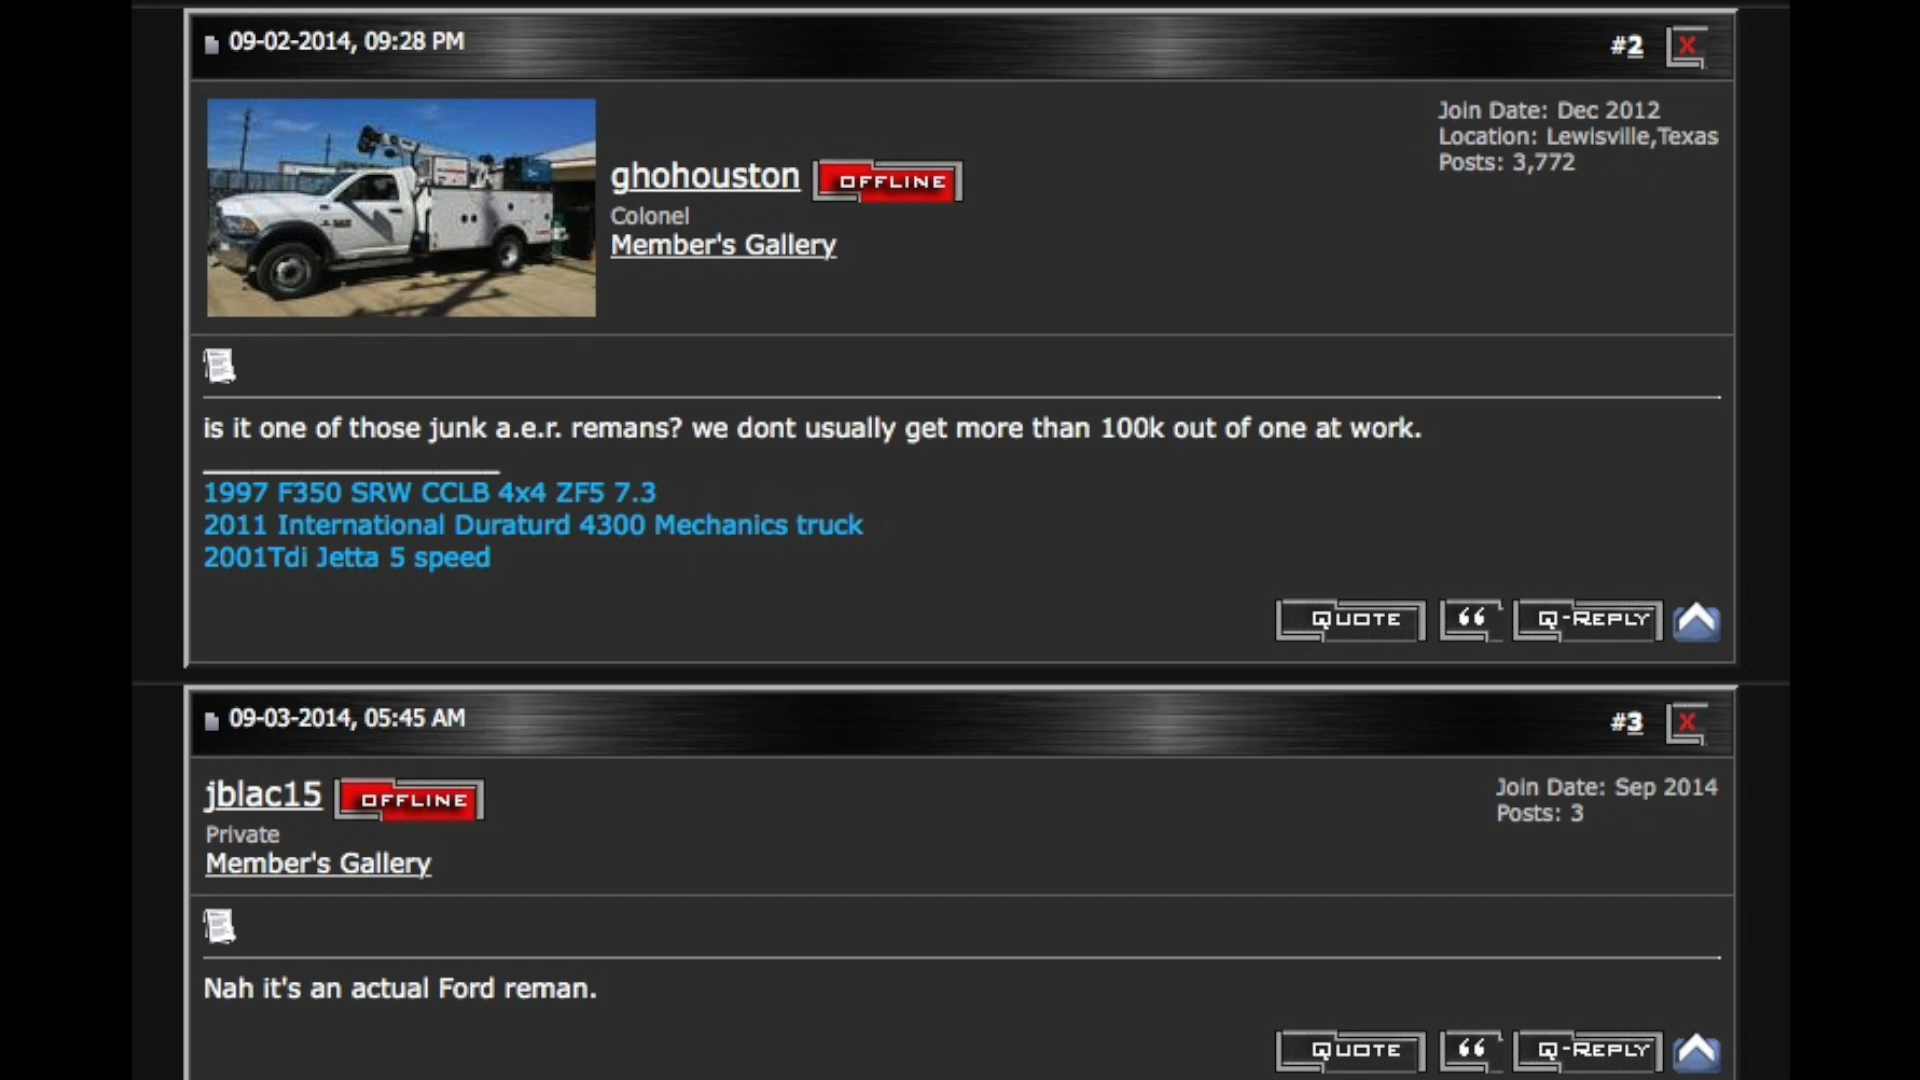 09-02-2014, 09:28 PM
#2
X
Join Date: Dec 2012
Location: Lewisville,Texas
Posts: 3,772
ghohouston OFFLINE
Colonel
Member's Gallery
is it one of those junk a.e.r. remans? we dont usually get more than 100k out of one at work.
1997 F350 SRW CCLB 4x4 ZF5 7.3
2011 International Duraturd 4300 Mechanics truck
2001Tdi Jetta 5 speed
QUOTE “ Q-REPLY
09-03-2014, 05:45 AM
#3
X
jblac15 OFFLINE
Join Date: Sep 2014
Posts: 3
Private
Member's Gallery
Nah it's an actual Ford reman.
QUOTE “ Q-REPLY